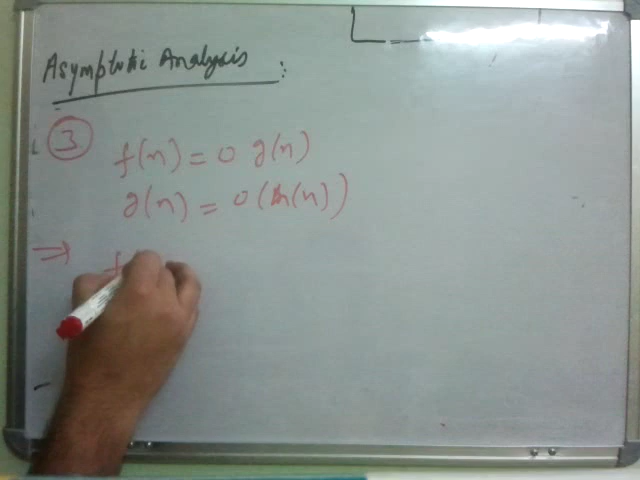 Asymptotic Analysis :
③ f(n) = O g(n)
g(n) = O(h(n))
⇒ f